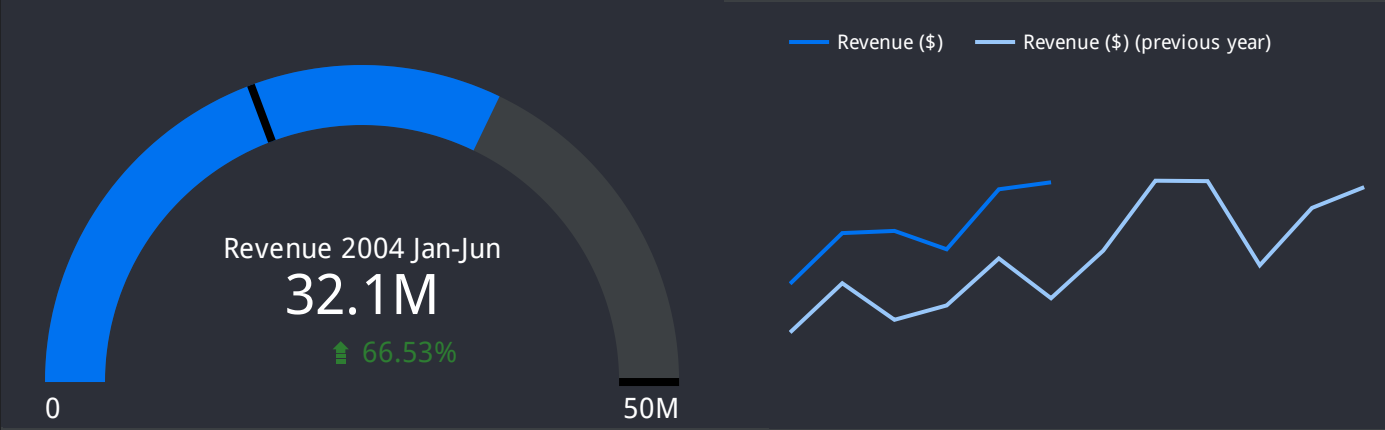 Revenue 2004 Jan-Jun
32.1M
66.53%
0
50M
Revenue ($)
Revenue ($) (previous year)